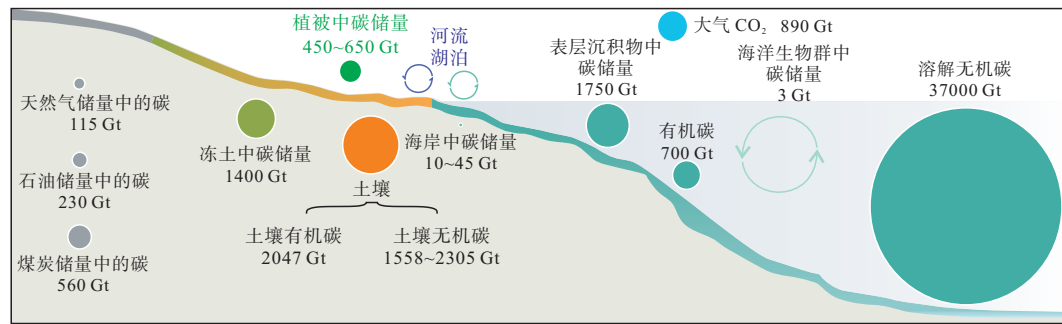 天然气储量中的碳
115 Gt
石油储量中的碳
230 Gt
煤炭储量中的碳
560 Gt
植被中碳储量
450~650 Gt
河流
湖泊
冻土中碳储量
1400 Gt
海岸中碳储量
10~45 Gt
土壤
土壤有机碳
2047 Gt
土壤无机碳
1558~2305 Gt
表层沉积物中
碳储量
1750 Gt
大气 CO₂ 890 Gt
有机碳
700 Gt
海洋生物群中
碳储量
3 Gt
溶解无机碳
37000 Gt